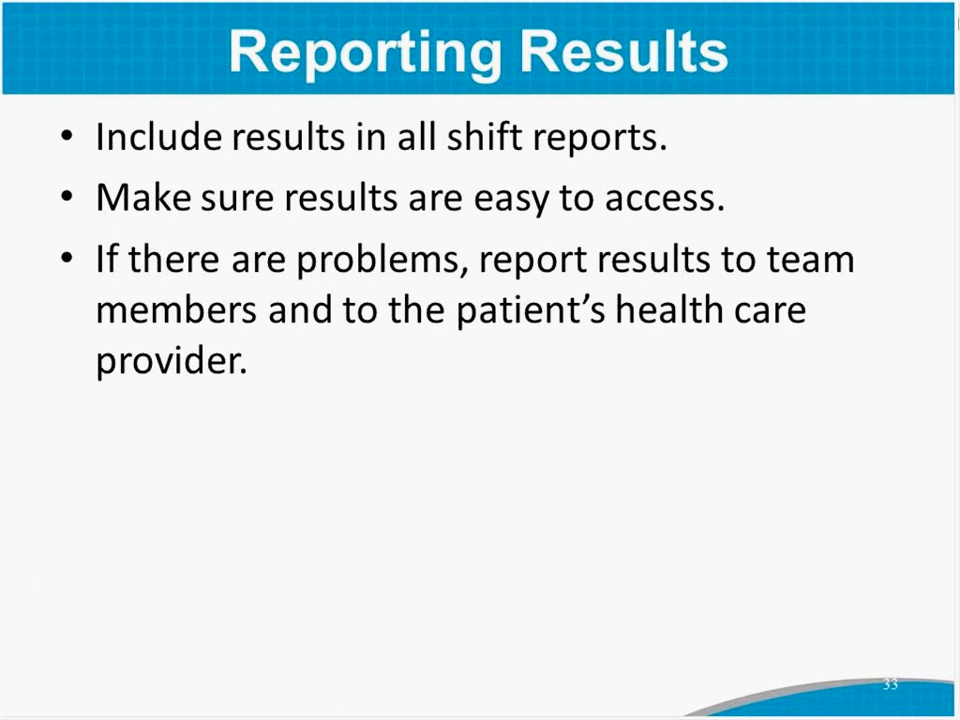 Reporting Results
• Include results in all shift reports.
• Make sure results are easy to access.
• If there are problems, report results to team
members and to the patient’s health care
provider.
33